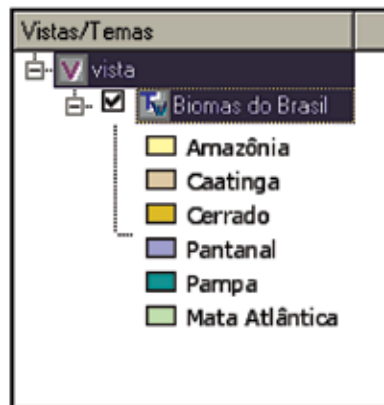 Vistas/Temas
vista
Biomas do Brasil
Amazônia
Caatinga
Cerrado
Pantanal
Pampa
Mata Atlântica